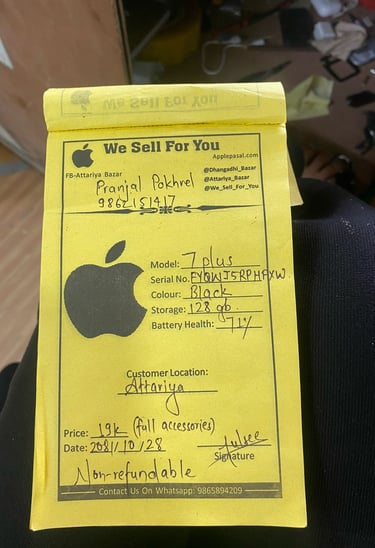 We Sell For You
We Sell For You
Applepasal.com
FB-Attariya Bazar
@Dhangadhi_Bazar
@Attariya_Bazar
@We_Sell_For_You
Pranjal Pokhrel
Model: 7 plus
Serial No.
Colour: Black
Storage: 128 gb.
Battery Health: 71%
Customer Location:
Attariya
Price: 19k (full accessories)
Date: 2081/10/28
Signature
Non-refundable
Contact Us On Whatsapp: 9865894209